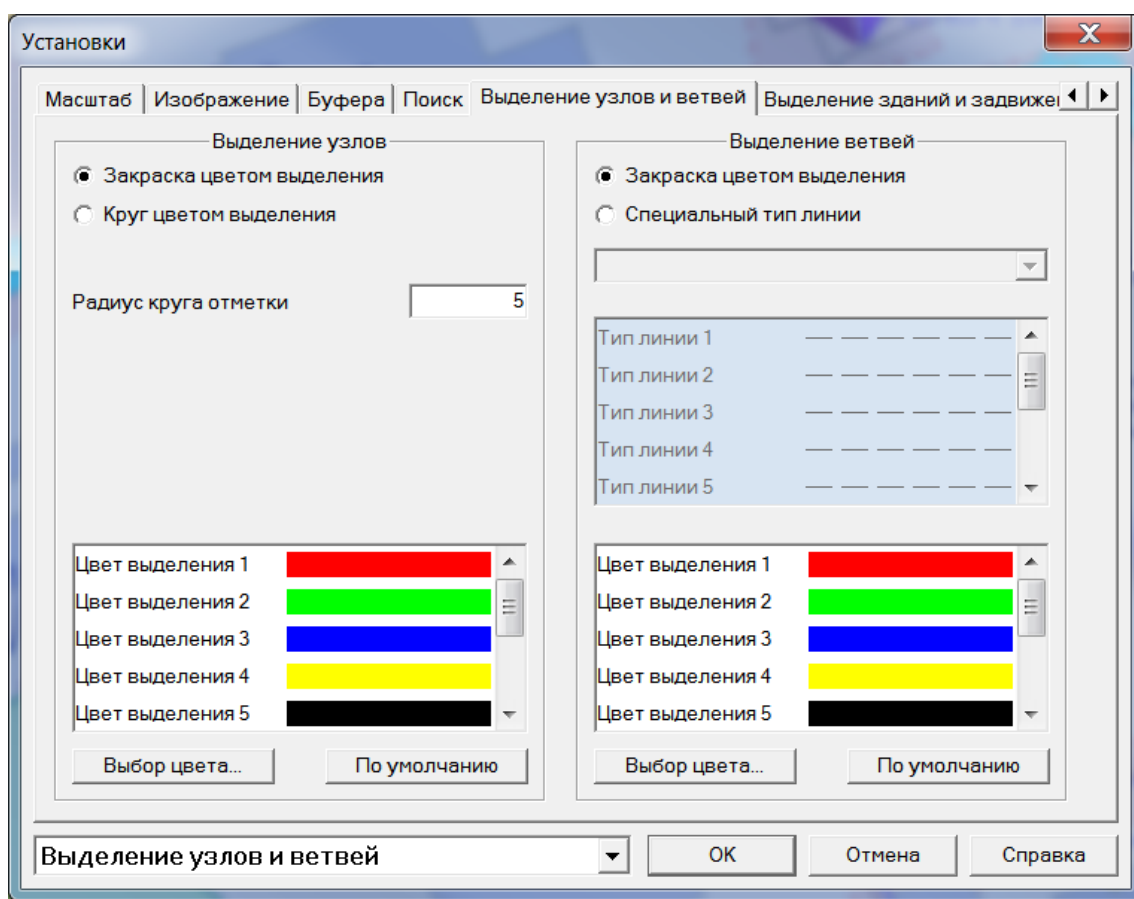 Установки
Масштаб Изображение Буфера Поиск Выделение узлов и ветвей Выделение зданий и задвиже
Выделение узлов
Закраска цветом выделения
Круг цветом выделения
Радиус круга отметки 5
Цвет выделения 1
Цвет выделения 2
Цвет выделения 3
Цвет выделения 4
Цвет выделения 5
Выбор цвета... По умолчанию
Выделение ветвей
Закраска цветом выделения
Специальный тип линии
Тип линии 1
Тип линии 2
Тип линии 3
Тип линии 4
Тип линии 5
Цвет выделения 1
Цвет выделения 2
Цвет выделения 3
Цвет выделения 4
Цвет выделения 5
Выбор цвета... По умолчанию
Выделение узлов и ветвей OK Отмена Справка